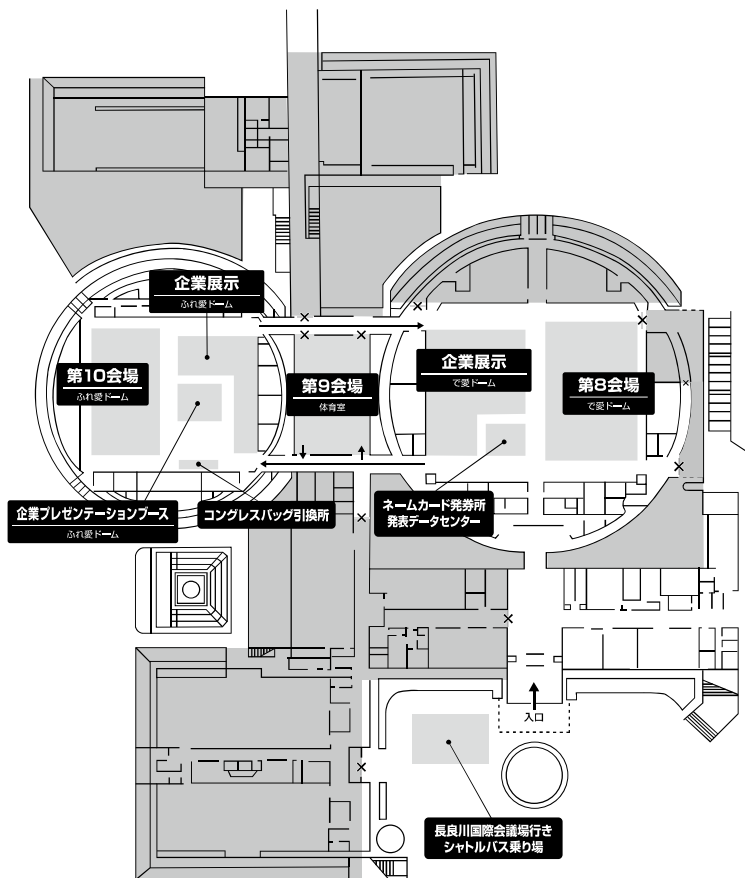 企業展示
ふれ愛ドーム
第10会場
ふれ愛ドーム
第9会場
体育室
企業展示
で愛ドーム
第8会場
で愛ドーム
企業プレゼンテーションブース
ふれ愛ドーム
コングレスバッグ引換所
ネームカード発券所
発表データセンター
入口
長良川国際会議場行き
シャトルバス乗り場